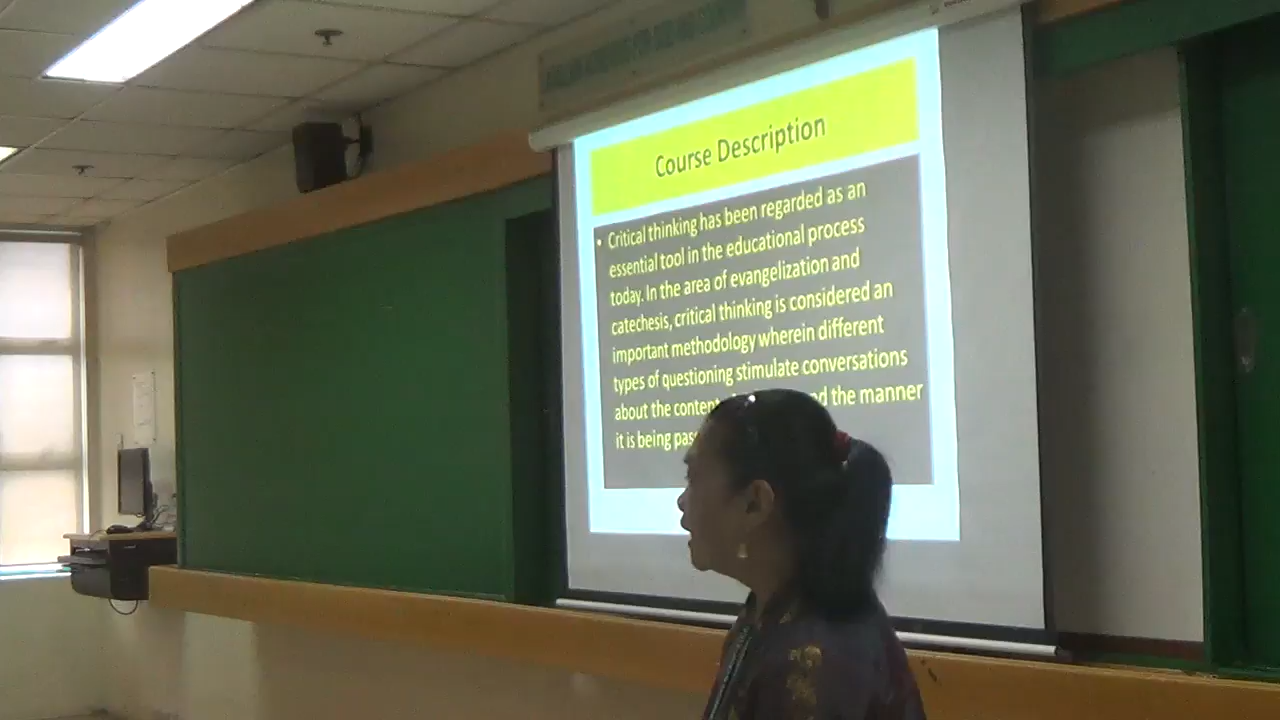 Course Description
• Critical thinking has been regarded as an
essential tool in the educational process
today. In the area of evangelization and
catechesis, critical thinking is considered an
important methodology wherein different
types of questioning stimulate conversations
about the content and the manner
it is being